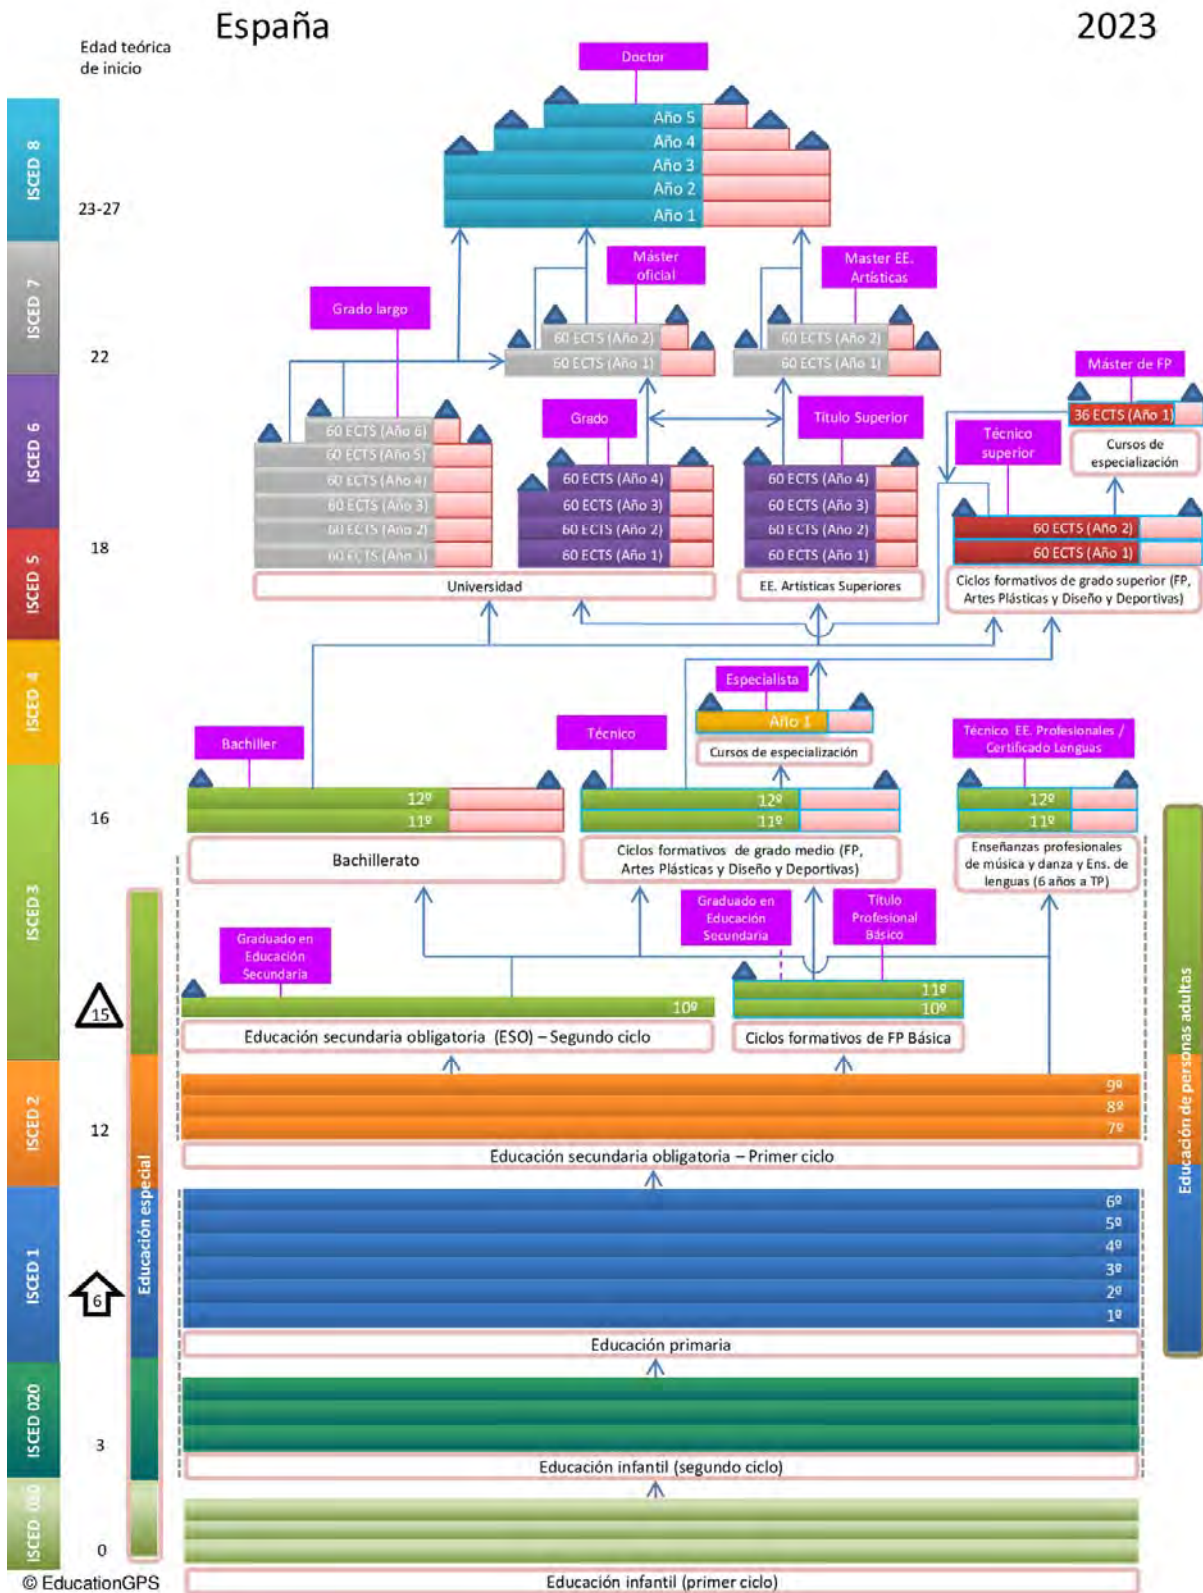 España
2023
Edad teórica
de inicio
Doctor
ISCED 8
Año 5
Año 4
Año 3
Año 2
Año 1
23-27
ISCED 7
Máster
oficial
Master EE.
Artísticas
Grado largo
60 ECTS (Año 2)
60 ECTS (Año 1)
60 ECTS (Año 2)
60 ECTS (Año 1)
22
Máster de FP
36 ECTS (Año 1)
Cursos de
especialización
ISCED 6
Grado
Título Superior
Técnico
superior
60 ECTS (Año 6)
60 ECTS (Año 5)
60 ECTS (Año 4)
60 ECTS (Año 3)
60 ECTS (Año 2)
60 ECTS (Año 1)
60 ECTS (Año 4)
60 ECTS (Año 3)
60 ECTS (Año 2)
60 ECTS (Año 1)
60 ECTS (Año 4)
60 ECTS (Año 3)
60 ECTS (Año 2)
60 ECTS (Año 1)
60 ECTS (Año 2)
60 ECTS (Año 1)
18
ISCED 5
Universidad
EE. Artísticas Superiores
Ciclos formativos de grado superior (FP,
Artes Plásticas y Diseño y Deportivas)
ISCED 4
Especialista
Año 1
Cursos de especialización
Bachiller
Técnico
Técnico EE. Profesionales /
Certificado Lenguas
12º
11º
12º
11º
12º
11º
16
ISCED 3
Bachillerato
Ciclos formativos de grado medio (FP,
Artes Plásticas y Diseño y Deportivas)
Enseñanzas profesionales
de música y danza y Ens. de
lenguas (6 años a TP)
Graduado en
Educación
Secundaria
Graduado en
Educación
Secundaria
Título
Profesional
Básico
10º
11º
10º
15
Educación secundaria obligatoria (ESO) – Segundo ciclo
Ciclos formativos de FP Básica
ISCED 2
9º
8º
7º
12
Educación secundaria obligatoria – Primer ciclo
Educación especial
Educación de personas adultas
ISCED 1
6º
5º
4º
3º
2º
1º
6
Educación primaria
ISCED 020
3
Educación infantil (segundo ciclo)
ISCED 010
0
Educación infantil (primer ciclo)
© EducationGPS